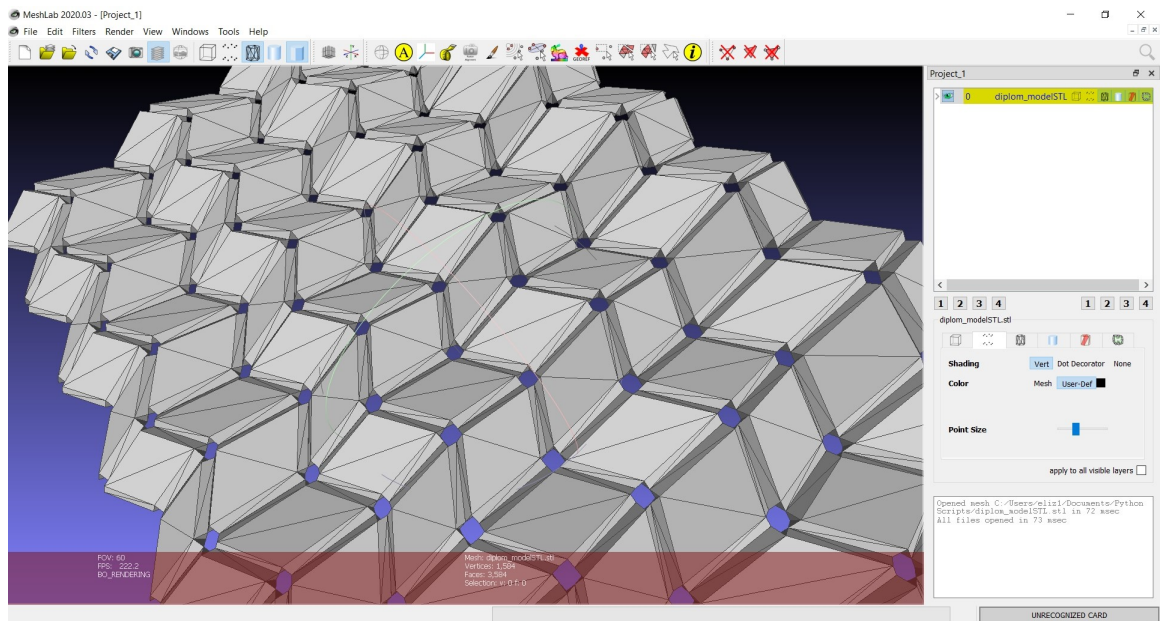 MeshLab 2020.03 - [Project_1]
File Edit Filters Render View Windows Tools Help
A
GEOREF
i
Project_1
0 diplom_modelSTL
1 2 3 4 1 2 3 4
diplom_modelSTL.stl
Shading Vert Dot Decorator None
Color Mesh User-Def
Point Size
apply to all visible layers
Opened mesh C:/Users/eliz1/Documents/Python
Scripts/diplom_modelSTL.stl in 72 msec
All files opened in 73 msec
FOV: 60
FPS: 222.2
BO_RENDERING
Mesh: diplom_modelSTL.stl
Vertices: 1,584
Faces: 3,584
Selection: v: 0 f: 0
UNRECOGNIZED CARD